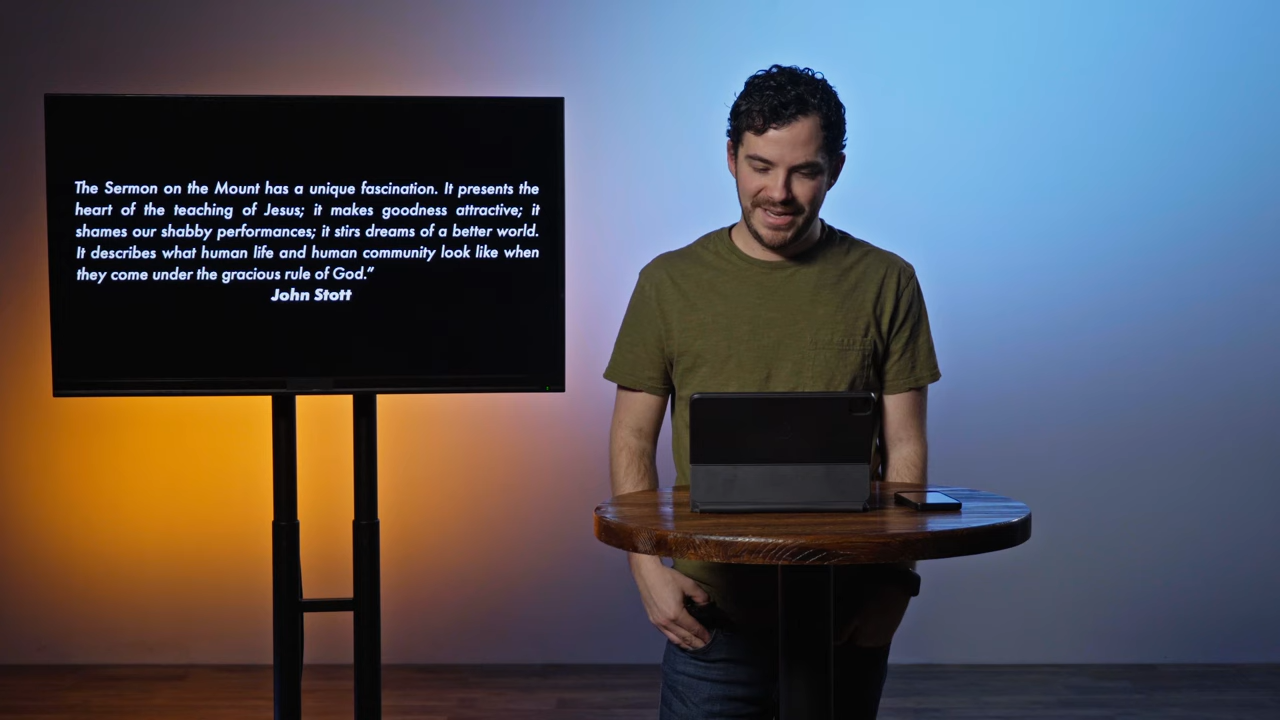 The Sermon on the Mount has a unique fascination. It presents the
heart of the teaching of Jesus; it makes goodness attractive; it
shames our shabby performances; it stirs dreams of a better world.
It describes what human life and human community look like when
they come under the gracious rule of God.”
John Stott